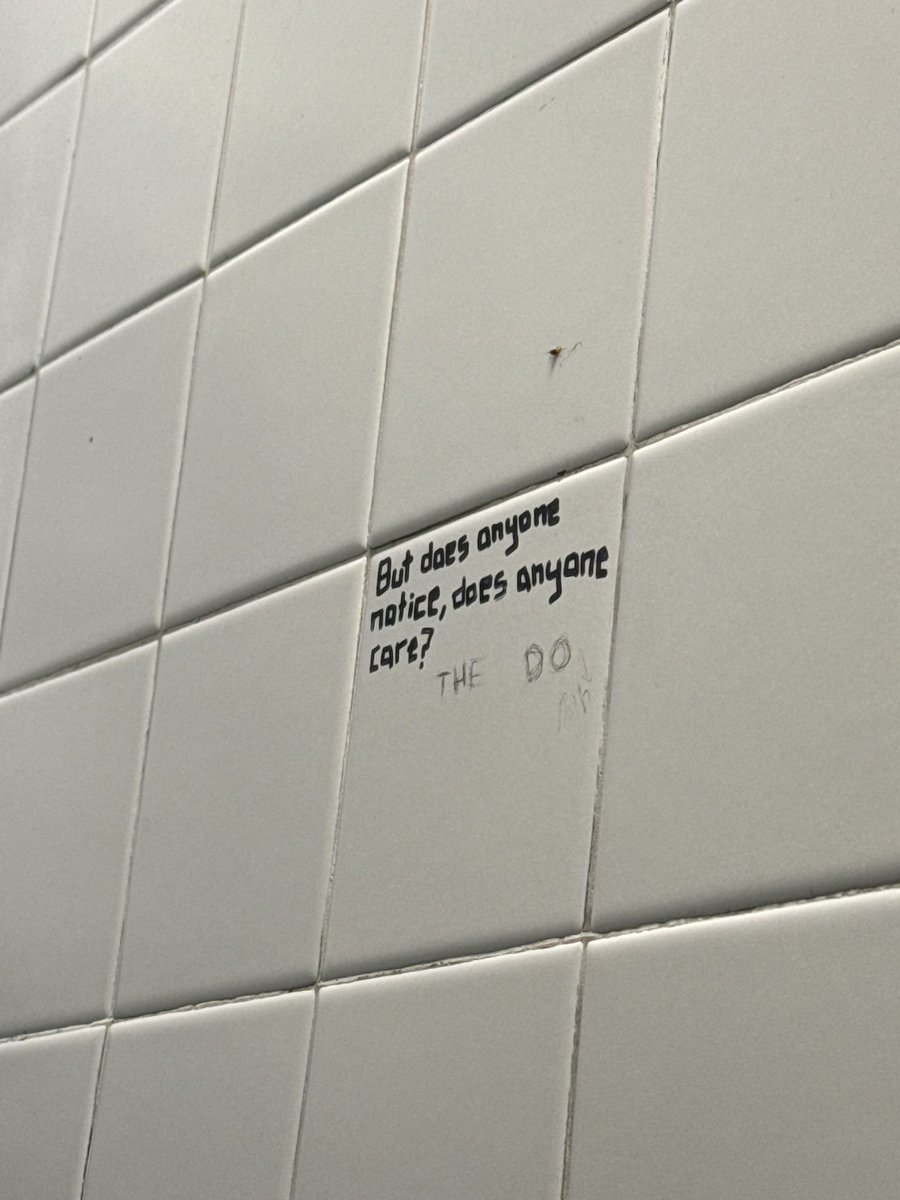 But does anyone
notice, does anyone
care?
THE DO